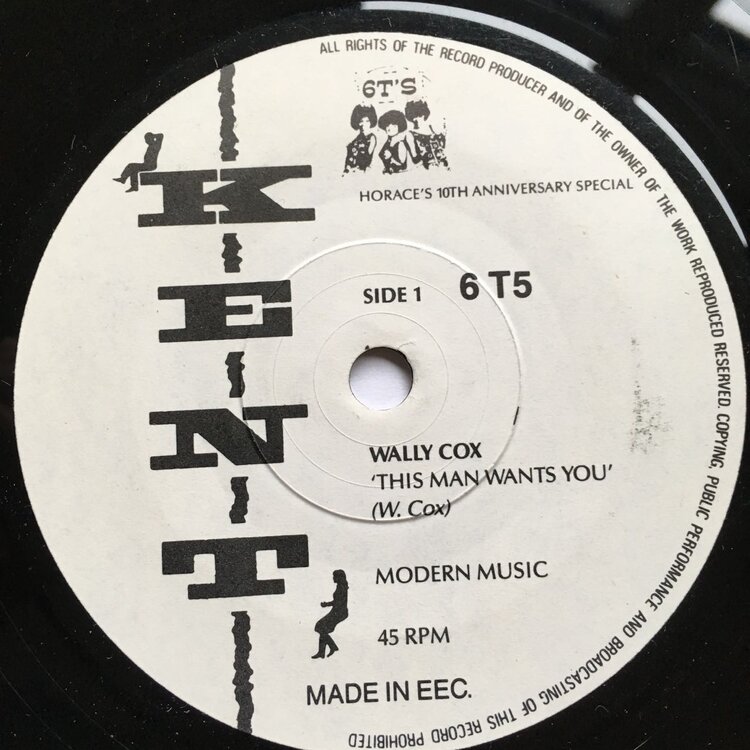 ALL RIGHTS OF THE RECORD PRODUCER AND OF THE OWNER OF THE WORK REPRODUCED RESERVED. COPYING, PUBLIC PERFORMANCE AND BROADCASTING OF THIS RECORD PROHIBITED
6T'S
HORACE'S 10TH ANNIVERSARY SPECIAL
KENT
SIDE 1 6 T5
WALLY COX
'THIS MAN WANTS YOU'
(W. Cox)
MODERN MUSIC
45 RPM
MADE IN EEC.